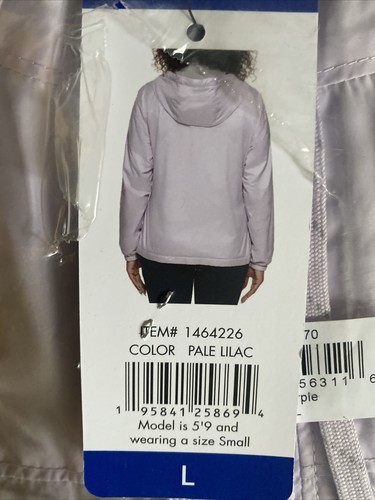 ITEM# 1464226
COLOR PALE LILAC
1 95841 25869 4
Model is 5'9 and
wearing a size Small
L
70
56311 6